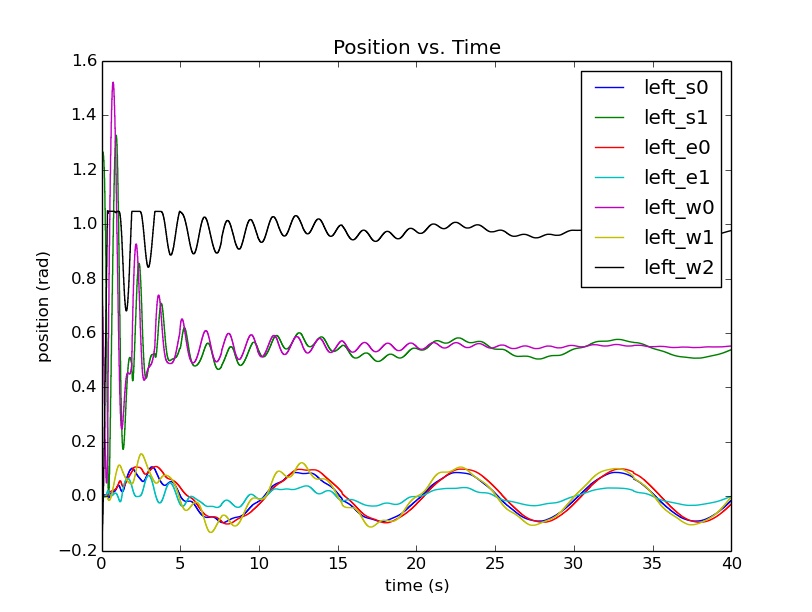 Position vs. Time
1.6
1.4
1.2
1.0
0.8
0.6
0.4
0.2
0.0
−0.2
position (rad)
left_s0
left_s1
left_e0
left_e1
left_w0
left_w1
left_w2
0 5 10 15 20 25 30 35 40
time (s)